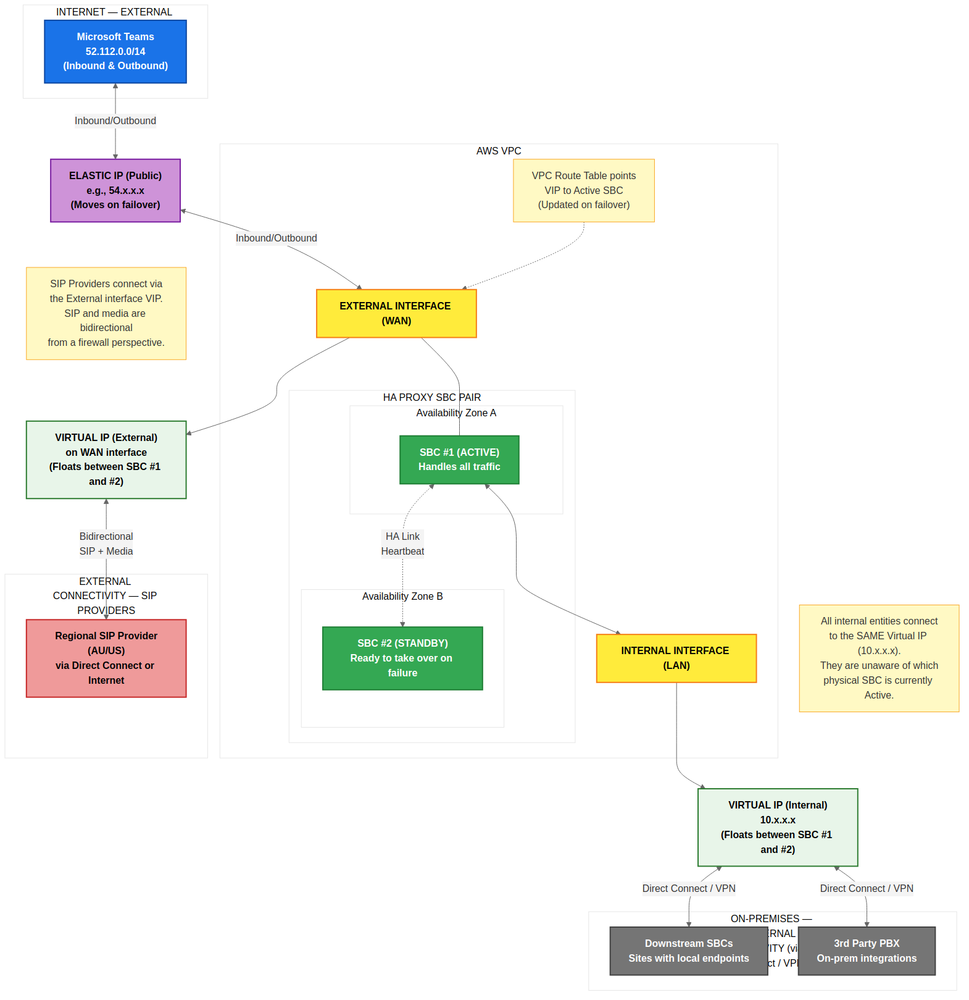 INTERNET — EXTERNAL
Microsoft Teams
52.112.0.0/14
(Inbound & Outbound)
Inbound/Outbound
AWS VPC
ELASTIC IP (Public)
e.g., 54.x.x.x
(Moves on failover)
VPC Route Table points
VIP to Active SBC
(Updated on failover)
Inbound/Outbound
SIP Providers connect via
the External interface VIP.
SIP and media are
bidirectional
from a firewall perspective.
EXTERNAL INTERFACE
(WAN)
HA PROXY SBC PAIR
Availability Zone A
VIRTUAL IP (External)
on WAN interface
(Floats between SBC #1
and #2)
SBC #1 (ACTIVE)
Handles all traffic
Bidirectional
SIP + Media
HA Link
Heartbeat
EXTERNAL
CONNECTIVITY — SIP
PROVIDERS
Availability Zone B
Regional SIP Provider
(AU/US)
via Direct Connect or
Internet
SBC #2 (STANDBY)
Ready to take over on
failure
INTERNAL INTERFACE
(LAN)
All internal entities connect
to the SAME Virtual IP
(10.x.x.x).
They are unaware of which
physical SBC is currently
Active.
VIRTUAL IP (Internal)
10.x.x.x
(Floats between SBC #1
and #2)
Direct Connect / VPN
Direct Connect / VPN
ON-PREMISES —
Downstream SBCs
Sites with local endpoints
3rd Party PBX
On-prem integrations